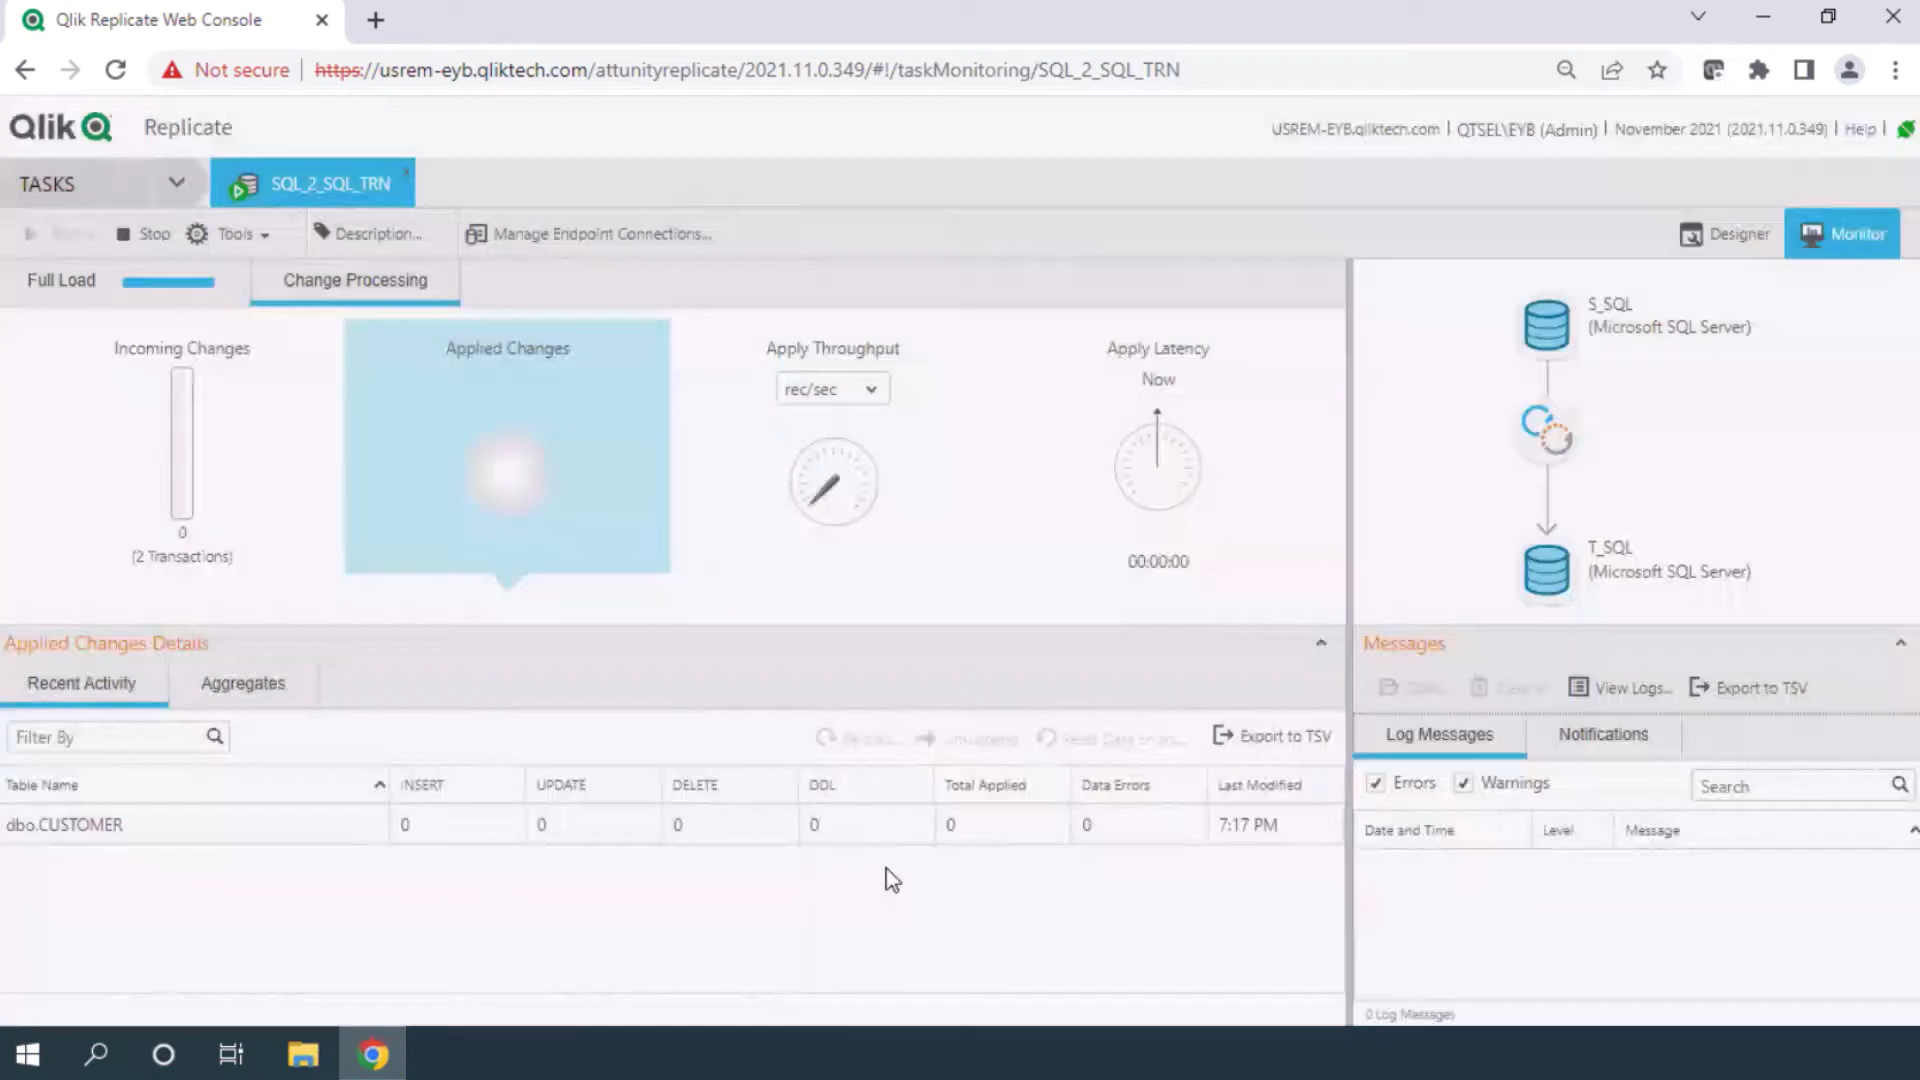 Qlik Replicate Web Console
Not secure https://usrem-eyb.qliktech.com/attunityreplicate/2021.11.0.349/#!/taskMonitoring/SQL_2_SQL_TRN
Qlik Replicate
USREM-EYB.qliktech.com | QTSEL\EYB (Admin) | November 2021 (2021.11.0.349) | Help |
TASKS SQL_2_SQL_TRN
Stop Tools Description... Manage Endpoint Connections... Designer Monitor
Full Load Change Processing
S_SQL
(Microsoft SQL Server)
Incoming Changes Applied Changes Apply Throughput Apply Latency
Now
rec/sec
0
(2 Transactions)
00:00:00
T_SQL
(Microsoft SQL Server)
Applied Changes Details
Recent Activity Aggregates
Filter By Export to TSV
Table Name INSERT UPDATE DELETE DDL Total Applied Data Errors Last Modified
dbo.CUSTOMER 0 0 0 0 0 0 7:17 PM
Messages
View Logs... Export to TSV
Log Messages Notifications
Errors Warnings Search
Date and Time Level Message
0 Log Messages